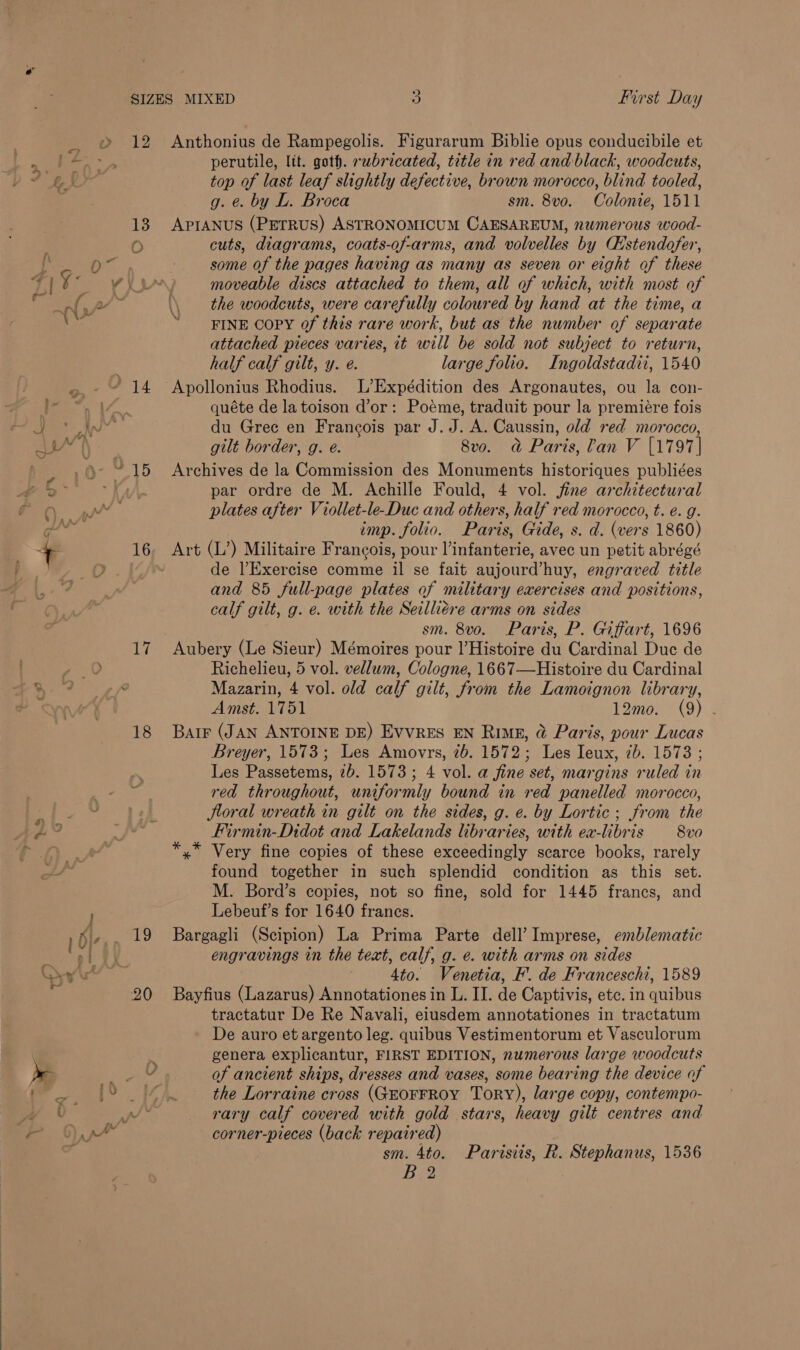 SIZES MIXED 3 First Day
12 Anthonius de Rampegolis. Figurarum Biblie opus conducibile et
perutile, lit. goth. rubricated, title in red and black, woodcuts,
top of last leaf slightly defective, brown morocco, blind tooled,
g. e. by L. Broca sm. 8vo. Colonie, 1511
13 APIANUS (PETRUS) ASTRONOMICUM CAESAREUM, numerous wood-
cuts, diagrams, coats-of-arms, and volvelles by Œstendofer,
some of the pages having as many as seven or eight of these
moveable discs attached to them, all of which, with most of
the woodcuts, were carefully coloured by hand at the time, a
FINE COPY of this rare work, but as the number of separate
attached pieces varies, it will be sold not subject to return,
half calf gilt, y. e. large folio. Ingoldstadii, 1540
14 Apollonius Rhodius. L'Expédition des Argonautes, ou la con-
quéte de la toison d'or: Poème, traduit pour la première fois
du Grec en François par J. J. A. Caussin, old red morocco,
gilt border, g. e. 8vo. à Paris, l'an V [1797]
15 Archives de la Commission des Monuments historiques publiées
par ordre de M. Achille Fould, 4 vol. fine architectural
plates after Viollet-le-Duc and others, half red morocco, t. e. g.
imp. folio. Paris, Gide, s. d. (vers 1860)
16 Art (L') Militaire François, pour l'infanterie, avec un petit abrégé
de l'Exercise comme il se fait aujourd'huy, engraved title
and 85 full-page plates of military exercises and positions,
calf gilt, g. e. with the Seillière arms on sides
sm. 8vo. Paris, P. Giffart, 1696
17 Aubery (Le Sieur) Mémoires pour l'Histoire du Cardinal Duc de
Richelieu, 5 vol. vellum, Cologne, 1667—Histoire du Cardinal
Mazarin, 4 vol. old calf gilt, from the Lamoignon library,
Amst. 1751 12mo. (9)
18 BAIF (JAN ANTOINE DE) EVVRES EN RIME, à Paris, pour Lucas
Breyer, 1573; Les Amovrs, ib. 1572; Les Ieux, ib. 1573;
Les Passetems, ib. 1573; 4 vol. a fine set, margins ruled in
red throughout, uniformly bound in red panelled morocco,
floral wreath in gilt on the sides, g. e. by Lortic; from the
Firmin-Didot and Lakelands libraries, with ex-libris 8vo
*** Very fine copies of these exceedingly scarce books, rarely
found together in such splendid condition as this set.
M. Bord's copies, not so fine, sold for 1445 francs, and
Lebeuf's for 1640 francs.
19 Bargagli (Scipion) La Prima Parte dell' Imprese, emblematic
engravings in the text, calf, g. e. with arms on sides
4to. Venetia, F. de Franceschi, 1589
20 Bayfius (Lazarus) Annotationes in L. II. de Captivis, etc. in quibus
tractatur De Re Navali, eiusdem annotationes in tractatum
De auro et argento leg. quibus Vestimentorum et Vasculorum
genera explicantur, FIRST EDITION, numerous large woodcuts
of ancient ships, dresses and vases, some bearing the device of
the Lorraine cross (GEOFFROY TORY), large copy, contempo-
rary calf covered with gold stars, heavy gilt centres and
corner-pieces (back repaired)
sm. 4to. Parisiis, R. Stephanus, 1536
B 2